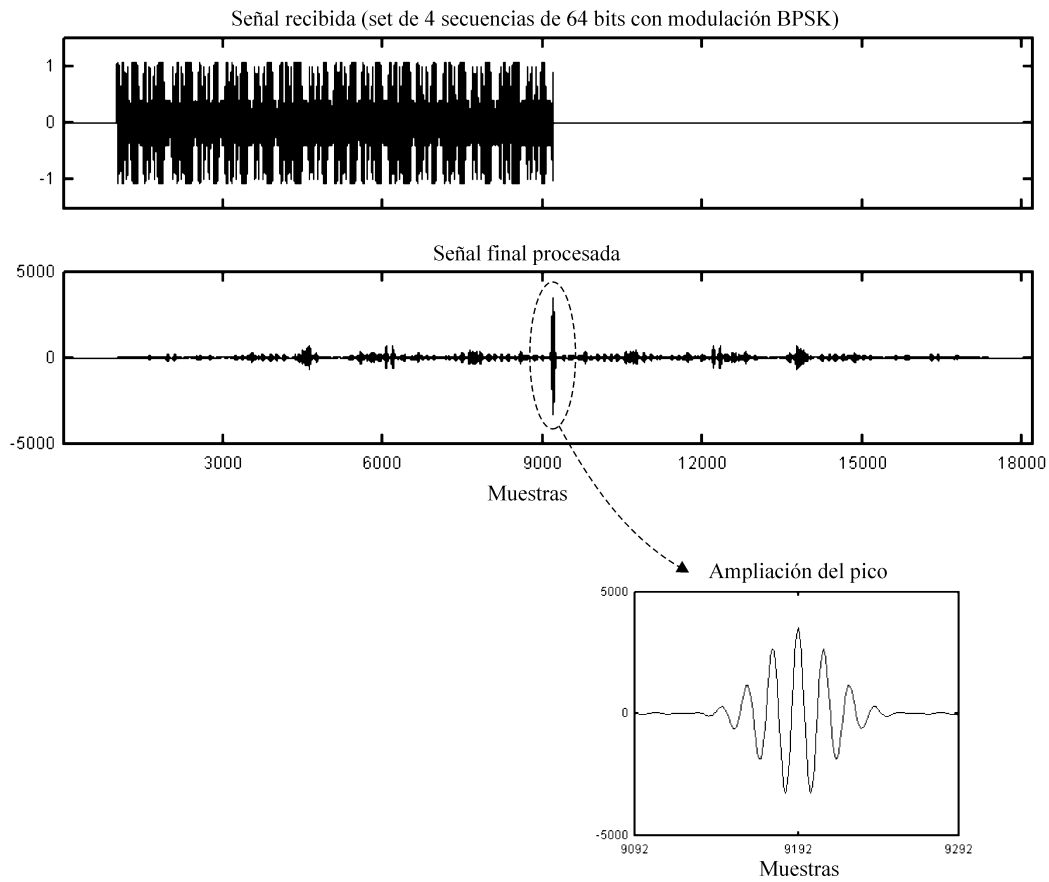 Señal recibida (set de 4 secuencias de 64 bits con modulación BPSK)
1
0
-1
Señal final procesada
5000
0
-5000
3000 6000 9000 12000 15000 18000
Muestras
Ampliación del pico
5000
0
-5000
9092 9192 9292
Muestras